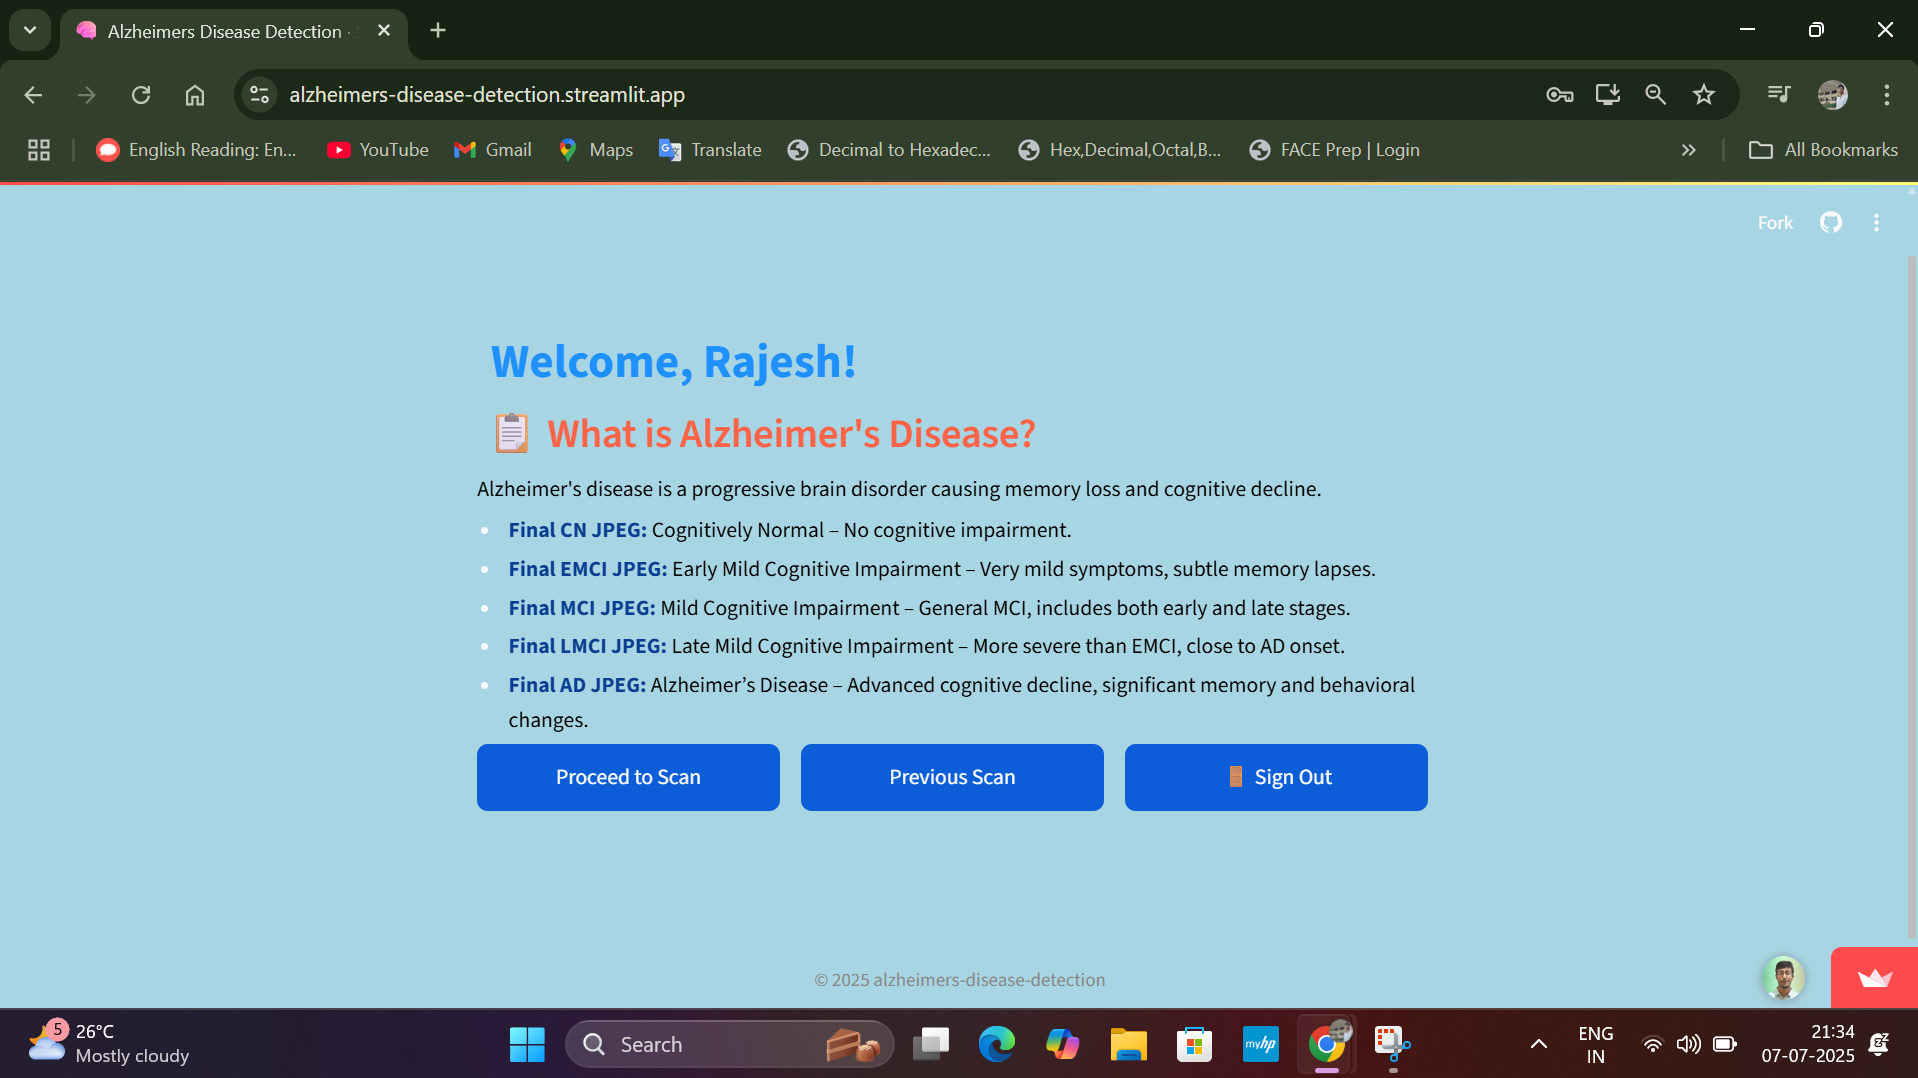 Alzheimers Disease Detection ·
alzheimers-disease-detection.streamlit.app
English Reading: En...
YouTube
Gmail
Maps
Translate
Decimal to Hexadec...
Hex,Decimal,Octal,B...
FACE Prep | Login
All Bookmarks
Fork
Welcome, Rajesh!
What is Alzheimer's Disease?
Alzheimer's disease is a progressive brain disorder causing memory loss and cognitive decline.
• Final CN JPEG: Cognitively Normal – No cognitive impairment.
• Final EMCI JPEG: Early Mild Cognitive Impairment – Very mild symptoms, subtle memory lapses.
• Final MCI JPEG: Mild Cognitive Impairment – General MCI, includes both early and late stages.
• Final LMCI JPEG: Late Mild Cognitive Impairment – More severe than EMCI, close to AD onset.
• Final AD JPEG: Alzheimer’s Disease – Advanced cognitive decline, significant memory and behavioral
changes.
Proceed to Scan
Previous Scan
Sign Out
© 2025 alzheimers-disease-detection
5
26°C
Mostly cloudy
Search
myhp
ENG
IN
21:34
07-07-2025